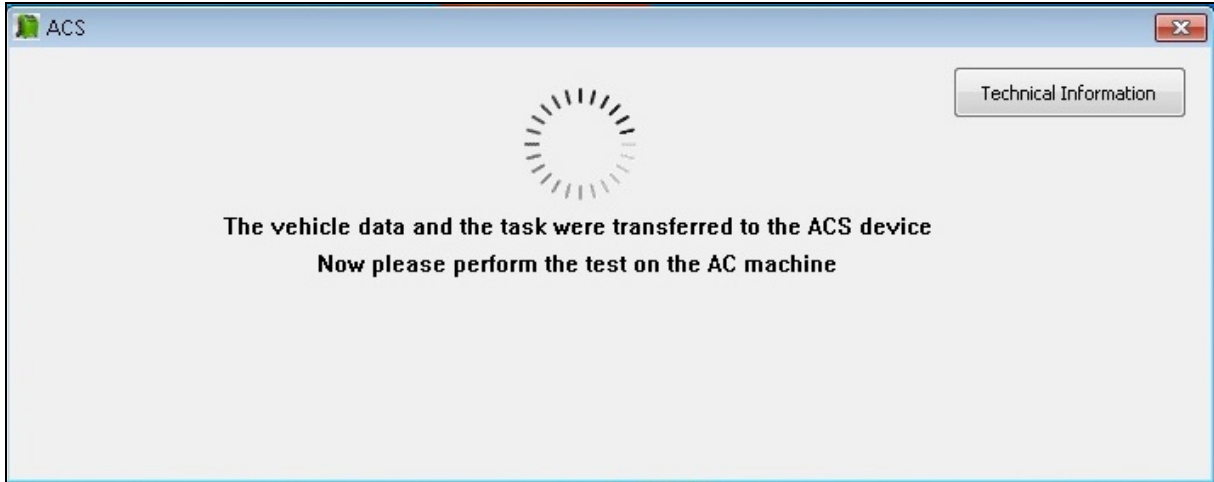 ACS
Technical Information
The vehicle data and the task were transferred to the ACS device
Now please perform the test on the AC machine